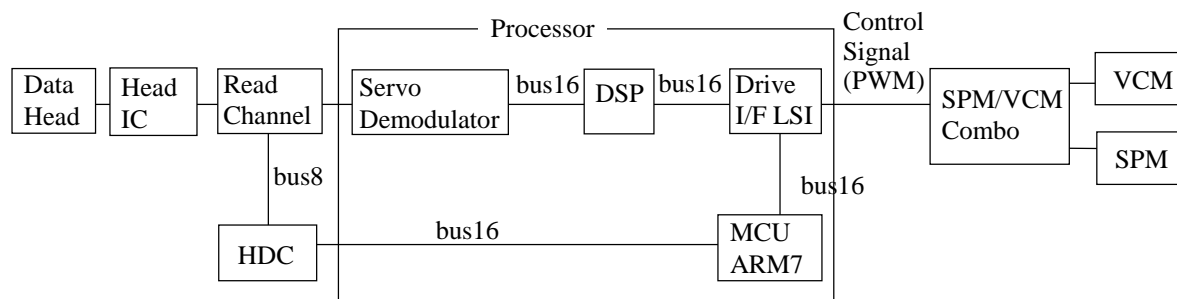 Processor
Control
Signal
(PWM)
Data
Head
Head
IC
Read
Channel
Servo
Demodulator
bus16
DSP
bus16
Drive
I/F LSI
SPM/VCM
Combo
VCM
SPM
bus8
bus16
HDC
bus16
MCU
ARM7